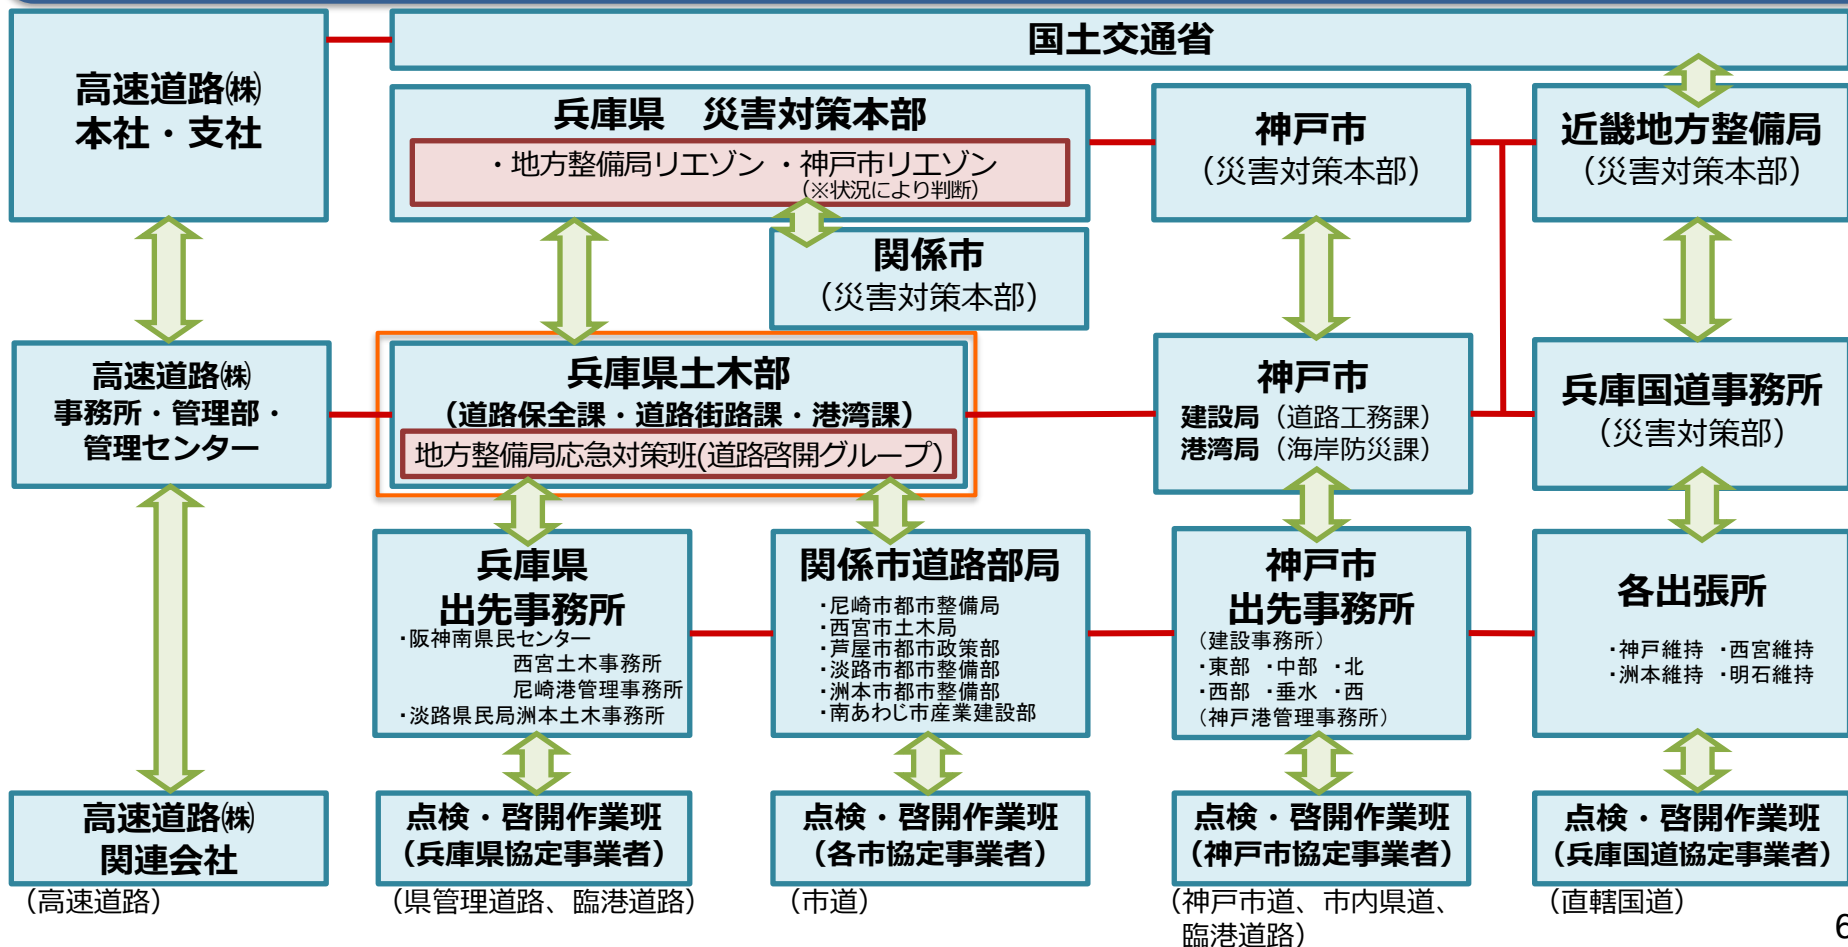 国土交通省
高速道路㈱
本社・支社
兵庫県　災害対策本部
・地方整備局リエゾン ・神戸市リエゾン
（※状況により判断）
神戸市
（災害対策本部）
近畿地方整備局
（災害対策本部）
関係市
（災害対策本部）
高速道路㈱
事務所・管理部・
管理センター
兵庫県土木部
（道路保全課・道路街路課・港湾課）
地方整備局応急対策班(道路啓開グループ)
神戸市
建設局（道路工務課）
港湾局（海岸防災課）
兵庫国道事務所
（災害対策部）
兵庫県
出先事務所
・阪神南県民センター
西宮土木事務所
尼崎港管理事務所
・淡路県民局洲本土木事務所
関係市道路部局
・尼崎市都市整備局
・西宮市土木局
・芦屋市都市政策部
・淡路市都市整備部
・洲本市都市整備部
・南あわじ市産業建設部
神戸市
出先事務所
（建設事務所）
・東部 ・中部 ・北
・西部 ・垂水 ・西
（神戸港管理事務所）
各出張所
・神戸維持 ・西宮維持
・洲本維持 ・明石維持
高速道路㈱
関連会社
（高速道路）
点検・啓開作業班
（兵庫県協定事業者）
（県管理道路、臨港道路）
点検・啓開作業班
（各市協定事業者）
（市道）
点検・啓開作業班
（神戸市協定事業者）
（神戸市道、市内県道、
臨港道路）
点検・啓開作業班
（兵庫国道協定事業者）
（直轄国道）
6